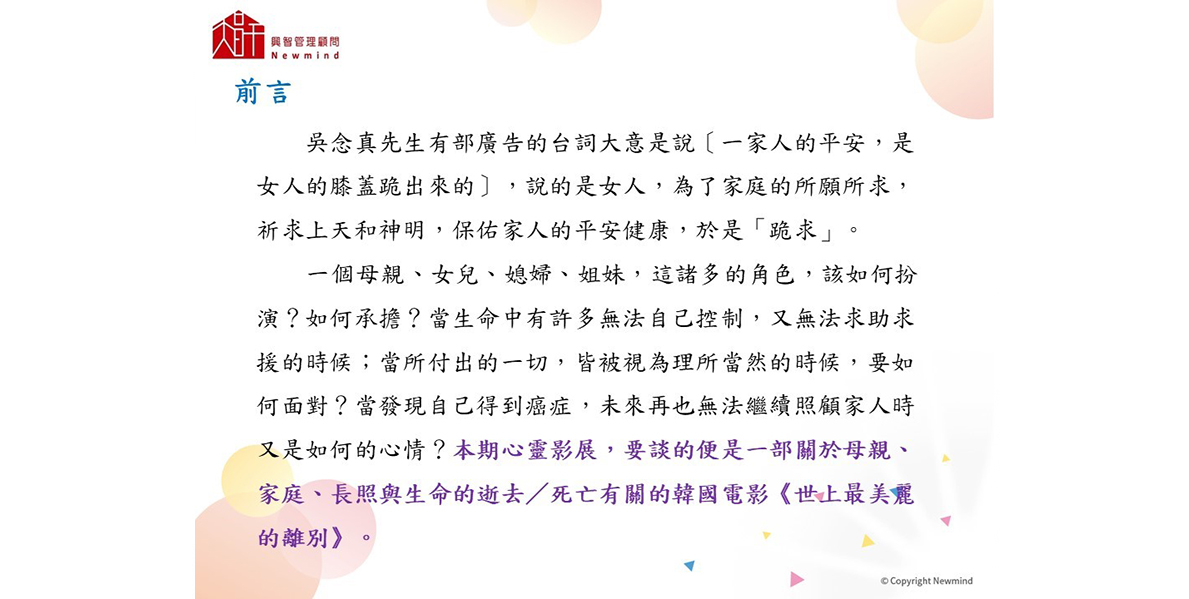 興智管理顧問
Newmind
前言
吳念真先生有部廣告的台詞大意是說〔一家人的平安，是
女人的膝蓋跪出來的〕，說的是女人，為了家庭的所願所求，
祈求上天和神明，保佑家人的平安健康，於是「跪求」。
一個母親、女兒、媳婦、姐妹，這諸多的角色，該如何扮
演？如何承擔？當生命中有許多無法自己控制，又無法求助求
援的時候；當所付出的一切，皆被視為理所當然的時候，要如
何面對？當發現自己得到癌症，未來再也無法繼續照顧家人時
又是如何的心情？本期心靈影展，要談的便是一部關於母親、
家庭、長照與生命的逝去／死亡有關的韓國電影《世上最美麗
的離別》。
© Copyright Newmind